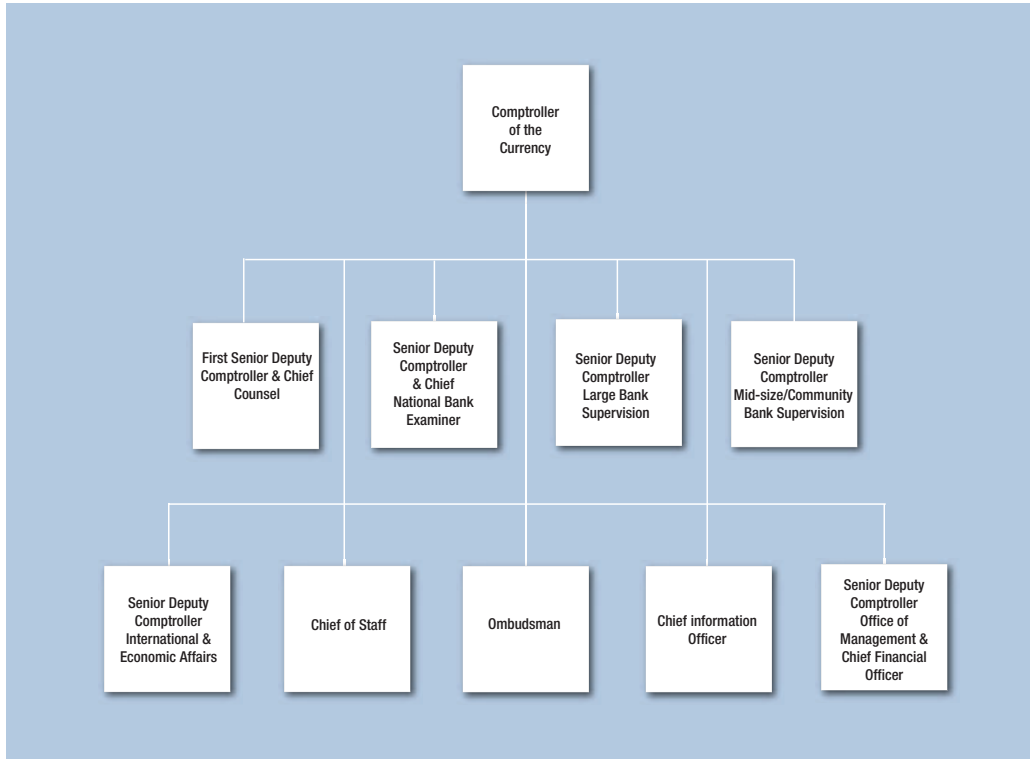 Comptroller
of the
Currency
First Senior Deputy
Comptroller & Chief
Counsel
Senior Deputy
Comptroller
& Chief
National Bank
Examiner
Senior Deputy
Comptroller
Large Bank
Supervision
Senior Deputy
Comptroller
Mid-size/Community
Bank Supervision
Senior Deputy
Comptroller
International &
Economic Affairs
Chief of Staff
Ombudsman
Chief information
Officer
Senior Deputy
Comptroller
Office of
Management &
Chief Financial
Officer